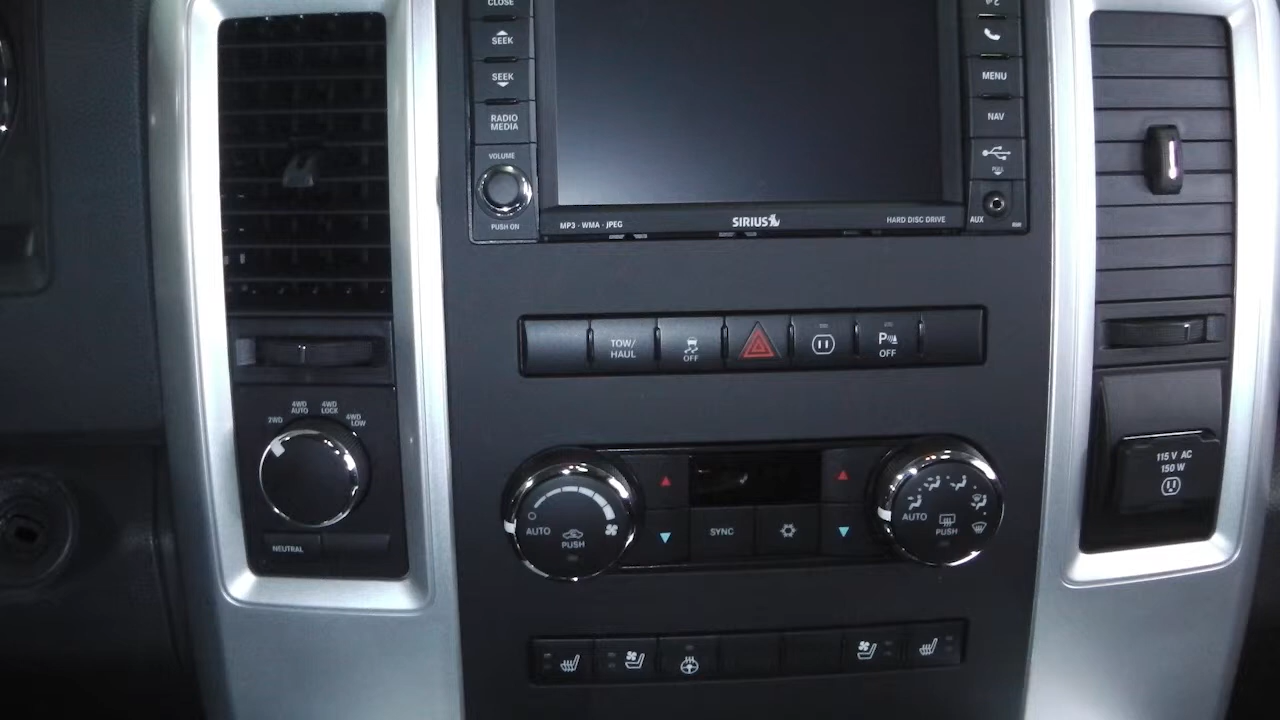 CLOSE
SEEK
SEEK
RADIO
MEDIA
VOLUME
PUSH ON
MENU
NAV
PULL
AUX
MP3 · WMA · JPEG
SIRIUS
HARD DISC DRIVE
TOW/
HAUL
OFF
P
OFF
2WD
4WD
AUTO
4WD
LOCK
4WD
LOW
NEUTRAL
AUTO
PUSH
SYNC
AUTO
PUSH
115 V AC
150 W